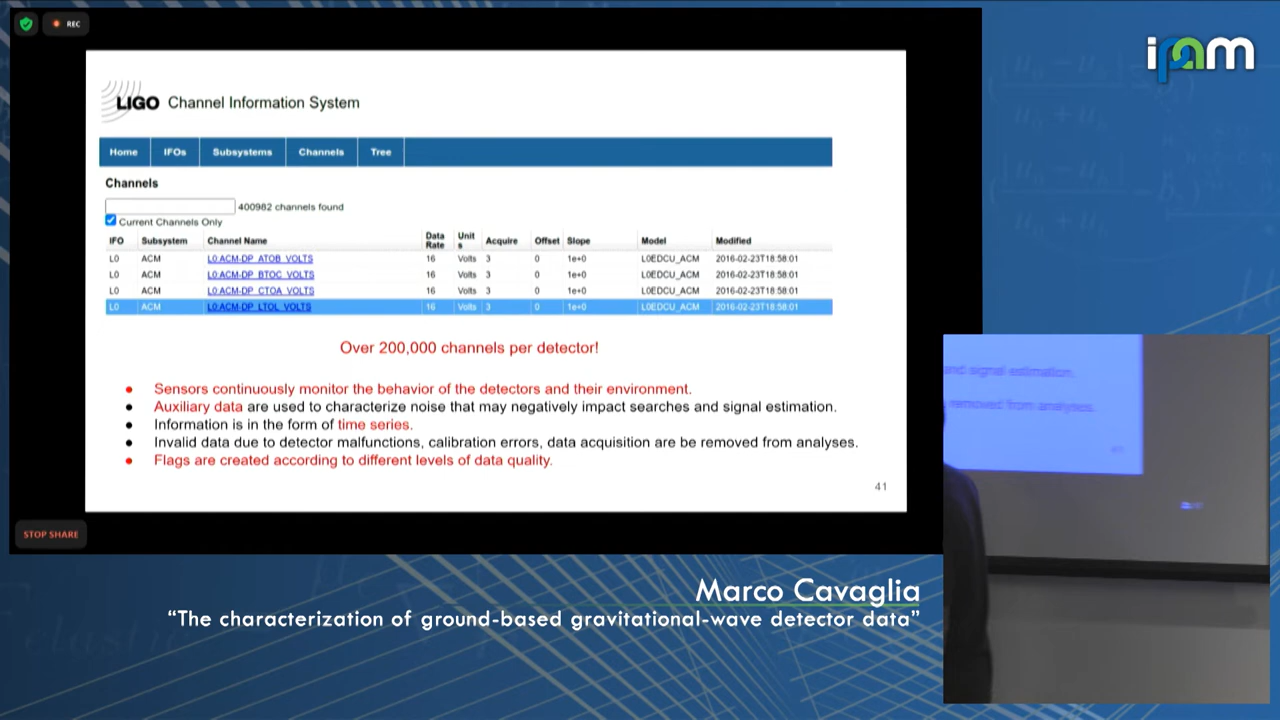 REC
ipam
LIGO Channel Information System
Home IFOs Subsystems Channels Tree
Channels
400982 channels found
Current Channels Only
IFO Subsystem Channel Name Data Rate Units Acquire Offset Slope Model Modified
L0 ACM L0:ACM-DP_ATOB_VOLTS 16 Volts 3 0 1e+0 L0EDCU_ACM 2016-02-23T18:58:01
L0 ACM L0:ACM-DP_BTOC_VOLTS 16 Volts 3 0 1e+0 L0EDCU_ACM 2016-02-23T18:58:01
L0 ACM L0:ACM-DP_CTOA_VOLTS 16 Volts 3 0 1e+0 L0EDCU_ACM 2016-02-23T18:58:01
L0 ACM L0:ACM-DP_LTOL_VOLTS 16 Volts 3 0 1e+0 L0EDCU_ACM 2016-02-23T18:58:01
Over 200,000 channels per detector!
● Sensors continuously monitor the behavior of the detectors and their environment.
● Auxiliary data are used to characterize noise that may negatively impact searches and signal estimation.
● Information is in the form of time series.
● Invalid data due to detector malfunctions, calibration errors, data acquisition are be removed from analyses.
● Flags are created according to different levels of data quality.
41
STOP SHARE
and signal estimation.
removed from analyses.
Marco Cavaglia
“The characterization of ground-based gravitational-wave detector data”